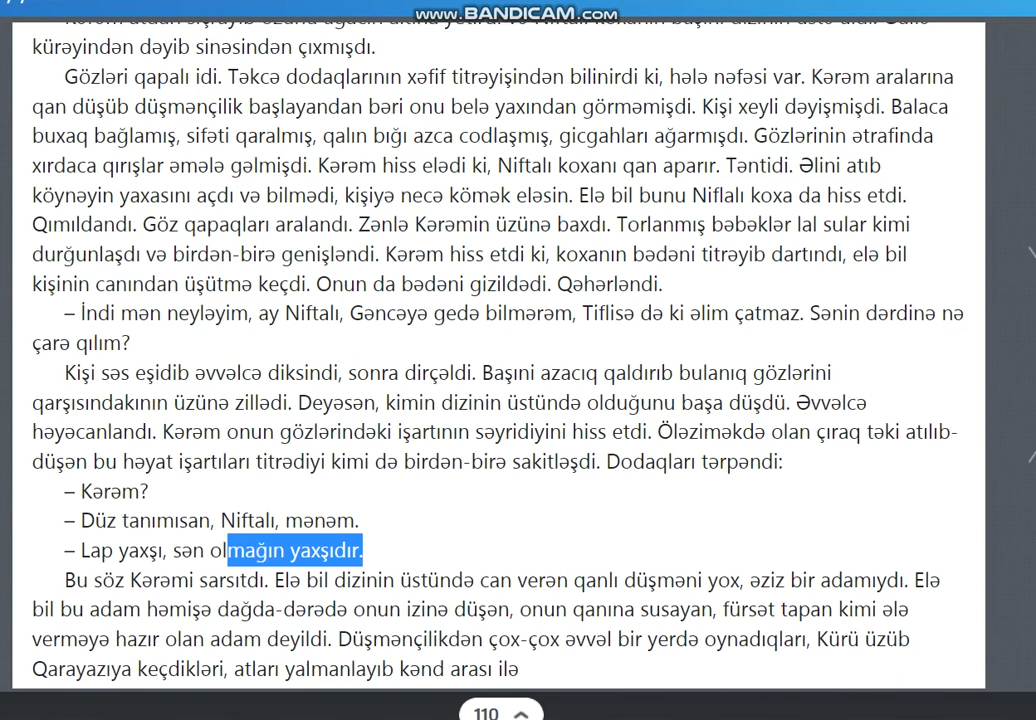 www.BANDICAM.com
kürəyindən dəyib sinəsindən çıxmışdı.
Gözləri qapalı idi. Təkcə dodaqlarının xəfif titrəyişindən bilinirdi ki, hələ nəfəsi var. Kərəm aralarına
qan düşüb düşmənçilik başlayandan bəri onu belə yaxından görməmişdi. Kişi xeyli dəyişmişdi. Balaca
buxaq bağlamış, sifəti qaralmış, qalın bığı azca codlaşmış, gicgahları ağarmışdı. Gözlərinin ətrafında
xırdaca qırışlar əmələ gəlmişdi. Kərəm hiss elədi ki, Niftalı koxanı qan aparır. Təntidi. Əlini atıb
köynəyin yaxasını açdı və bilmədi, kişiyə necə kömək eləsin. Elə bil bunu Niflalı koxa da hiss etdi.
Qımıldandı. Göz qapaqları aralandı. Zənlə Kərəmin üzünə baxdı. Torlanmış bəbəklər lal sular kimi
durğunlaşdı və birdən-birə genişləndi. Kərəm hiss etdi ki, koxanın bədəni titrəyib dartındı, elə bil
kişinin canından üşütmə keçdi. Onun da bədəni gizildədi. Qəhərləndi.
– İndi mən neyləyim, ay Niftalı, Gəncəyə gedə bilmərəm, Tiflisə də ki əlim çatmaz. Sənin dərdinə nə
çarə qılım?
Kişi səs eşidib əvvəlcə diksindi, sonra dirçəldi. Başıni azacıq qaldırıb bulanıq gözlərini
qarşısındakının üzünə zillədi. Deyəsən, kimin dizinin üstündə olduğunu başa düşdü. Əvvəlcə
həyəcanlandı. Kərəm onun gözlərindəki işartının səyridiyini hiss etdi. Öləziməkdə olan çıraq təki atılıb-
düşən bu həyat işartıları titrədiyi kimi də birdən-birə sakitləşdi. Dodaqları tərpəndi:
– Kərəm?
– Düz tanımısan, Niftalı, mənəm.
– Lap yaxşı, sən olmağın yaxşıdır.
Bu söz Kərəmi sarsıtdı. Elə bil dizinin üstündə can verən qanlı düşməni yox, əziz bir adamıydı. Elə
bil bu adam həmişə dağda-dərədə onun izinə düşən, onun qanına susayan, fürsət tapan kimi ələ
verməyə hazır olan adam deyildi. Düşmənçilikdən çox-çox əvvəl bir yerdə oynadıqları, Kürü üzüb
Qarayazıya keçdikləri, atları yalmanlayıb kənd arası ilə
110